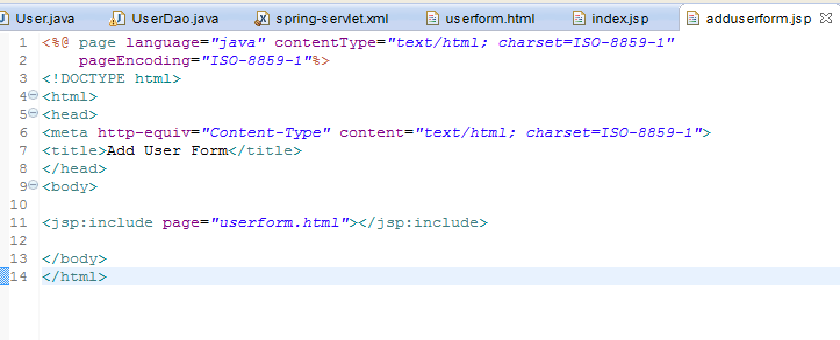 User.java UserDao.java spring-servlet.xml userform.html index.jsp adduserform.jsp
1 <%@ page language="java" contentType="text/html; charset=ISO-8859-1"
2     pageEncoding="ISO-8859-1"%>
3 <!DOCTYPE html>
4 <html>
5 <head>
6 <meta http-equiv="Content-Type" content="text/html; charset=ISO-8859-1">
7 <title>Add User Form</title>
8 </head>
9 <body>
10
11 <jsp:include page="userform.html"></jsp:include>
12
13 </body>
14 </html>